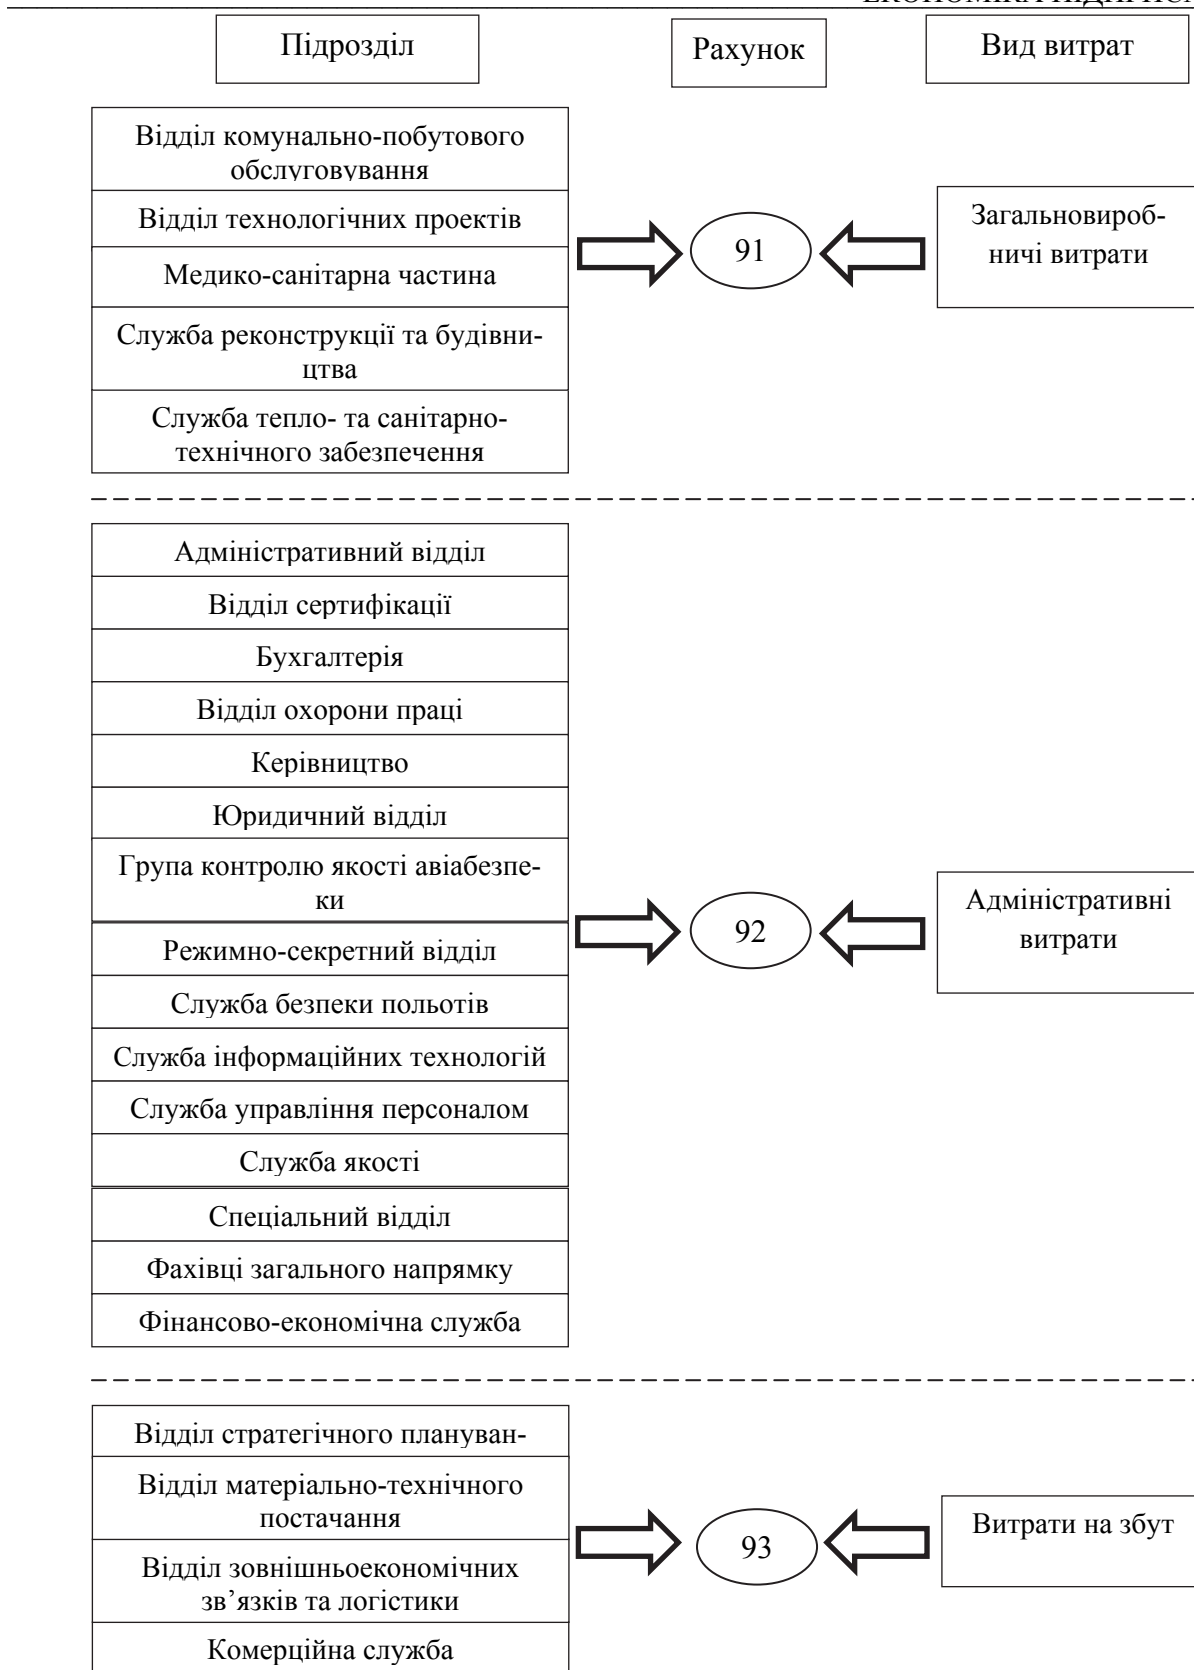 Підрозділ
Рахунок
Вид витрат
Відділ комунально-побутового
обслуговування
Відділ технологічних проектів
Медико-санітарна частина
Служба реконструкції та будівни-
цтва
Служба тепло- та санітарно-
технічного забезпечення
91
Загальновироб-
ничі витрати
Адміністративний відділ
Відділ сертифікації
Бухгалтерія
Відділ охорони праці
Керівництво
Юридичний відділ
Група контролю якості авіабезпе-
ки
Режимно-секретний відділ
Служба безпеки польотів
Служба інформаційних технологій
Служба управління персоналом
Служба якості
Спеціальний відділ
Фахівці загального напрямку
Фінансово-економічна служба
92
Адміністративні
витрати
Відділ стратегічного плануван-
Відділ матеріально-технічного
постачання
Відділ зовнішньоекономічних
зв’язків та логістики
Комерційна служба
93
Витрати на збут